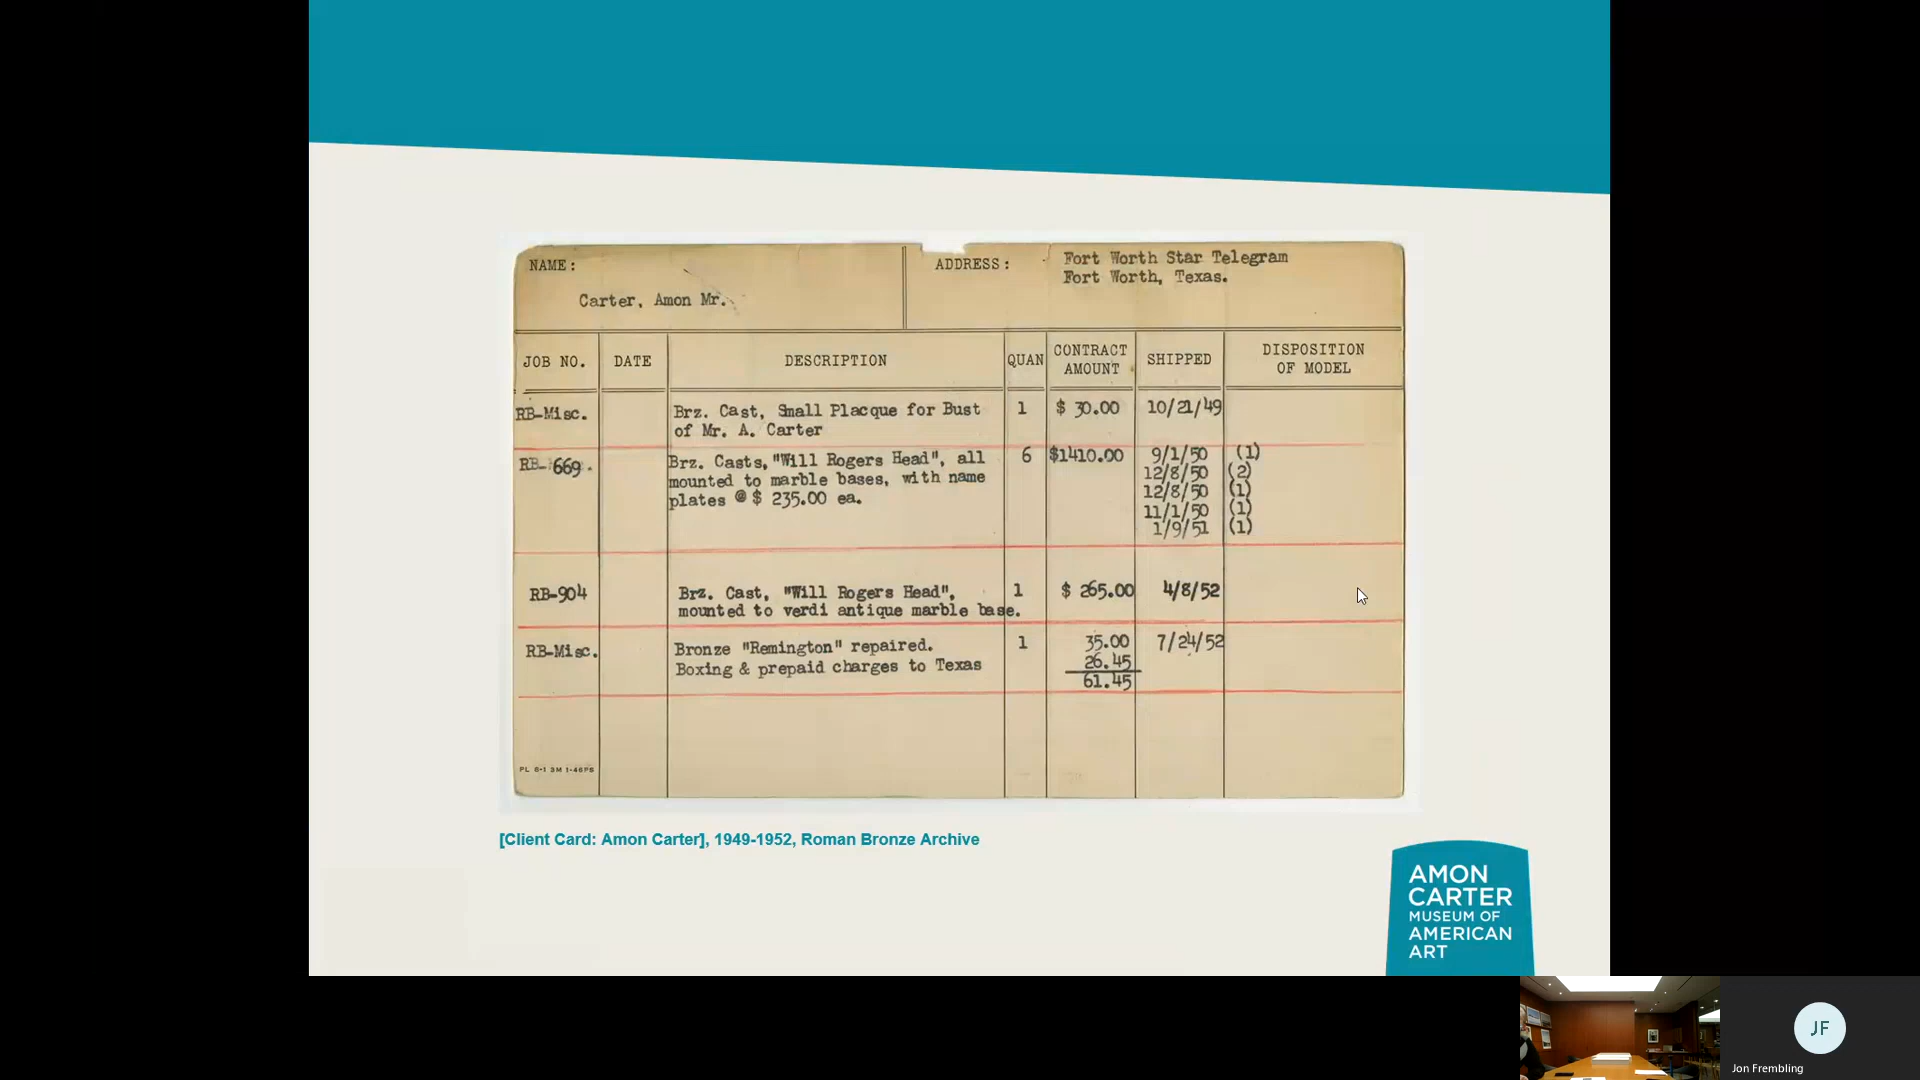 NAME:
Carter, Amon Mr.
ADDRESS:
Fort Worth Star Telegram
Fort Worth, Texas.
JOB NO.
DATE
DESCRIPTION
QUAN
CONTRACT
AMOUNT
SHIPPED
DISPOSITION
OF MODEL
RB-Misc.
Brz. Cast, Small Placque for Bust
of Mr. A. Carter
1
$ 30.00
10/21/49
RB-669.
Brz. Casts, "Will Rogers Head", all
mounted to marble bases, with name
plates @ $ 235.00 ea.
6
$1410.00
9/1/50 (1)
12/8/50 (2)
12/8/50 (1)
11/1/50 (1)
1/9/51 (1)
RB-904
Brz. Cast, "Will Rogers Head",
mounted to verdi antique marble base.
1
$ 265.00
4/8/52
RB-Misc.
Bronze "Remington" repaired.
Boxing & prepaid charges to Texas
1
35.00
26.45
61.45
7/24/52
PL 6-1 3M 1-46PS
[Client Card: Amon Carter], 1949-1952, Roman Bronze Archive
AMON
CARTER
MUSEUM OF
AMERICAN
ART
JF
Jon Frembling